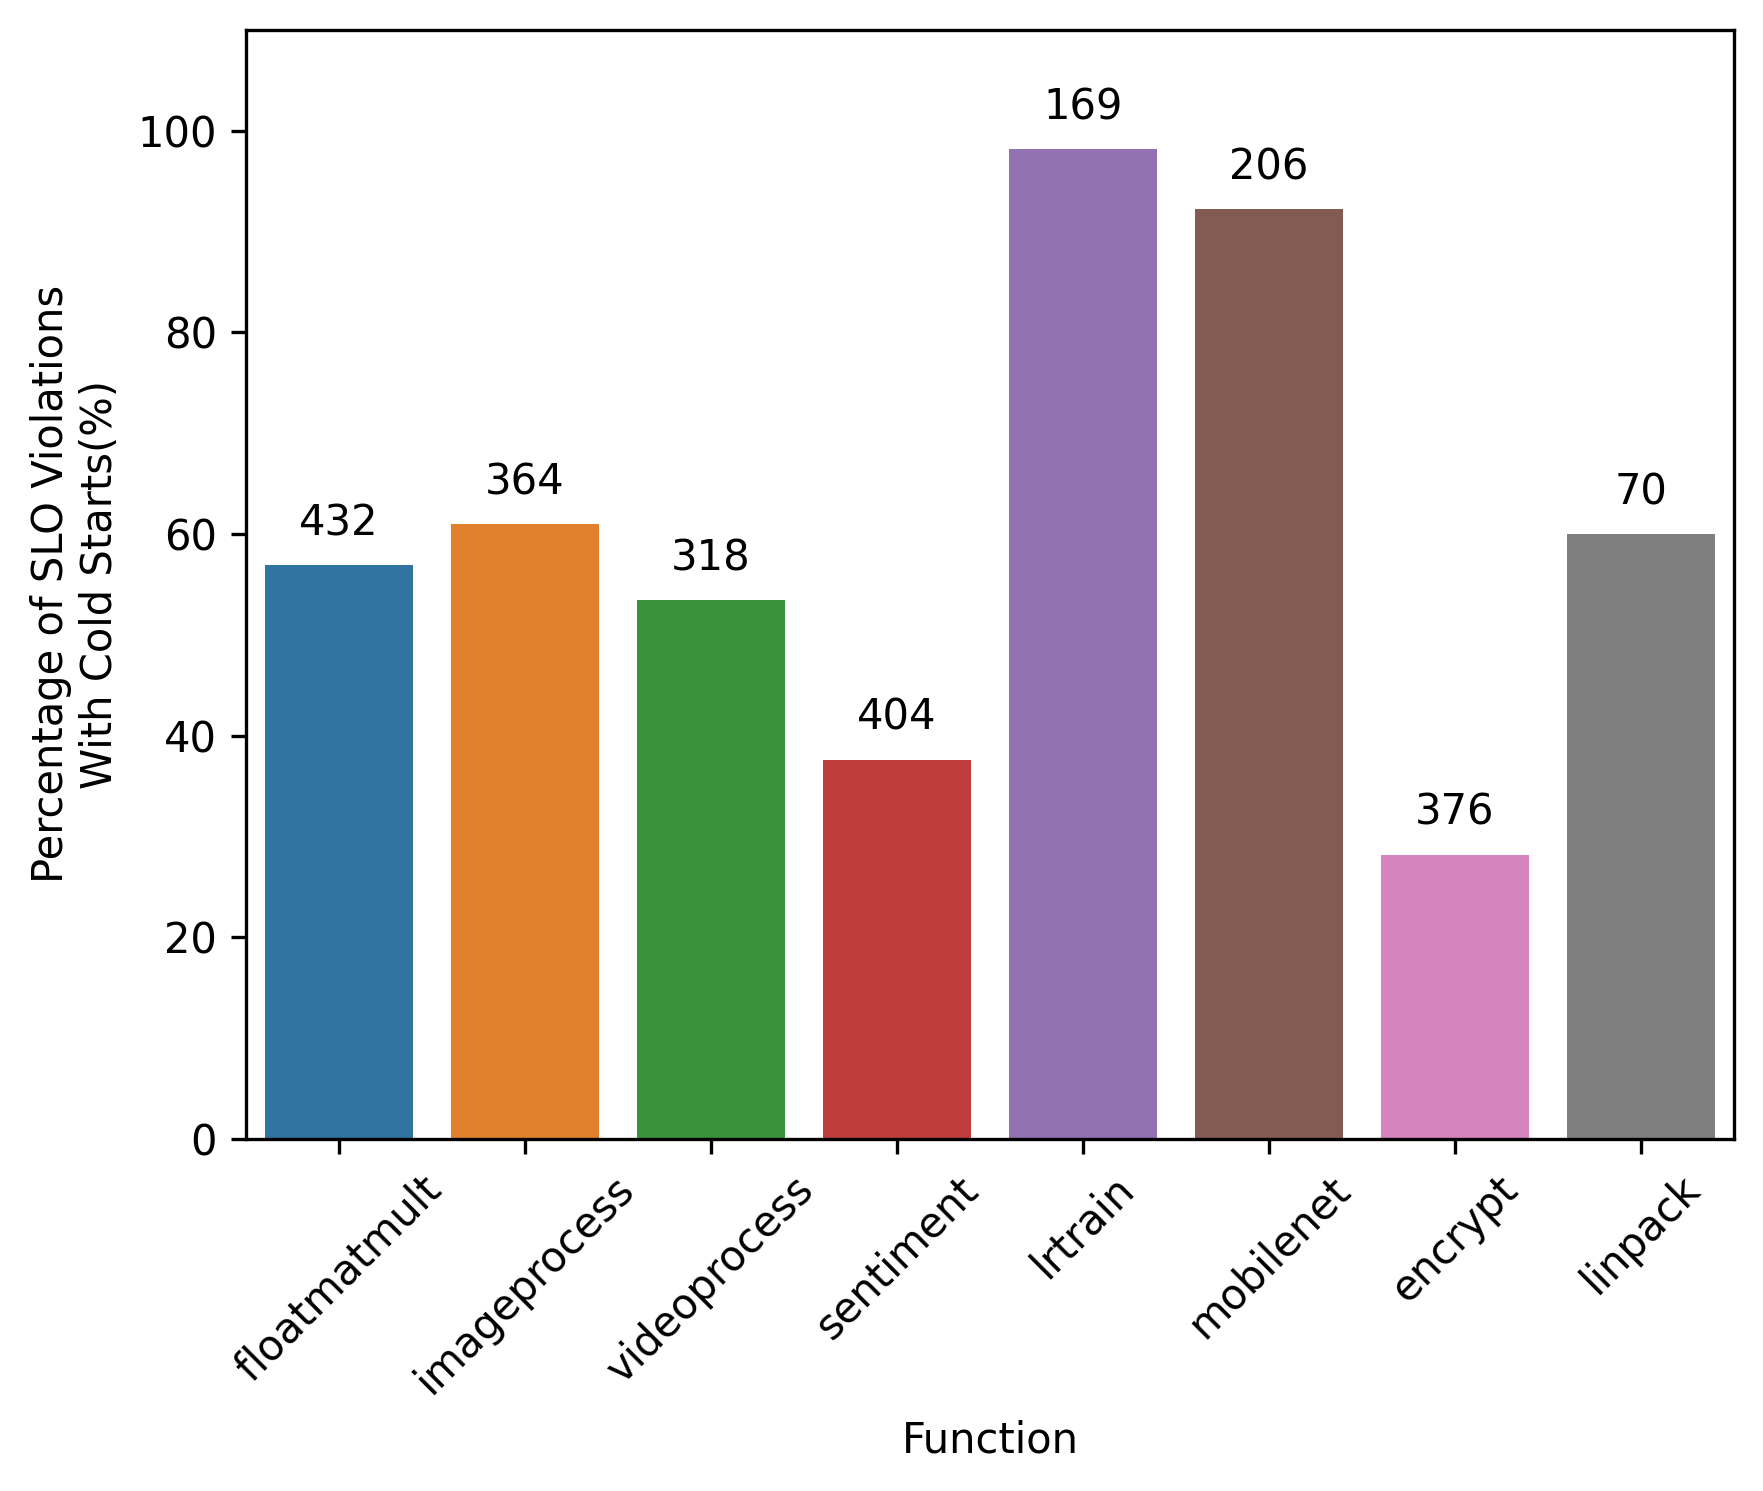 Percentage of SLO Violations
With Cold Starts(%)
100
80
60
40
20
0
432
364
318
404
169
206
376
70
floatmatmult
imageprocess
videoprocess
sentiment
lrtrain
mobilenet
encrypt
linpack
Function